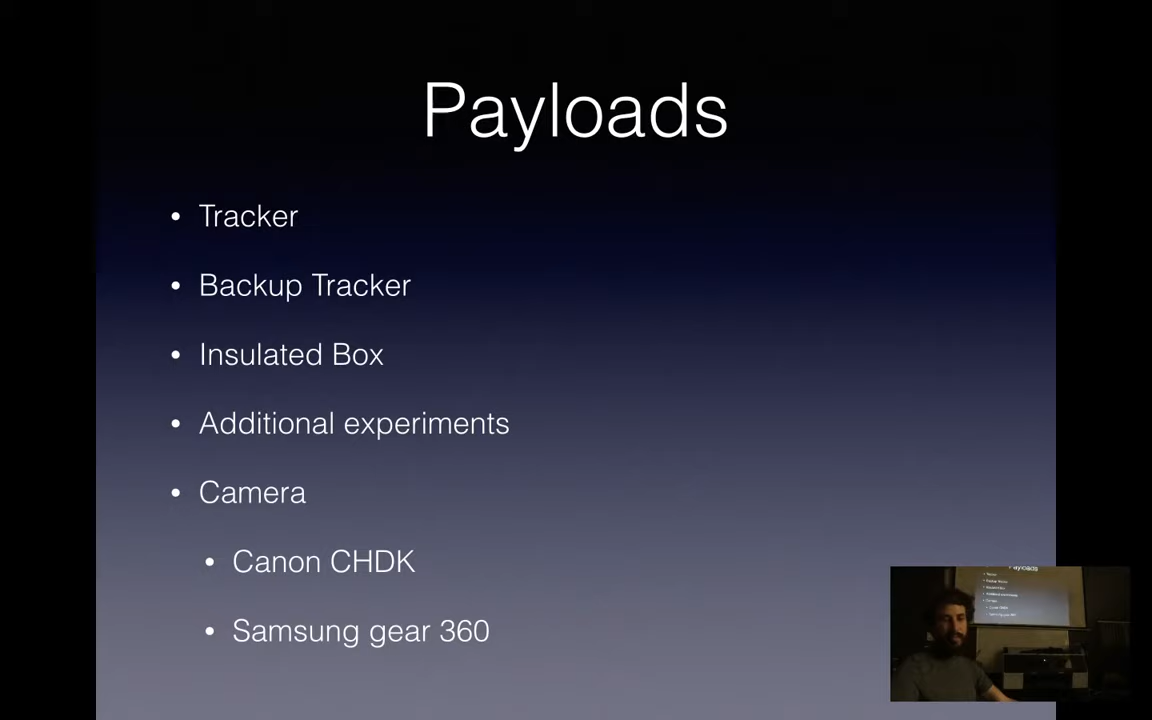 Payloads
• Tracker
• Backup Tracker
• Insulated Box
• Additional experiments
• Camera
• Canon CHDK
• Samsung gear 360